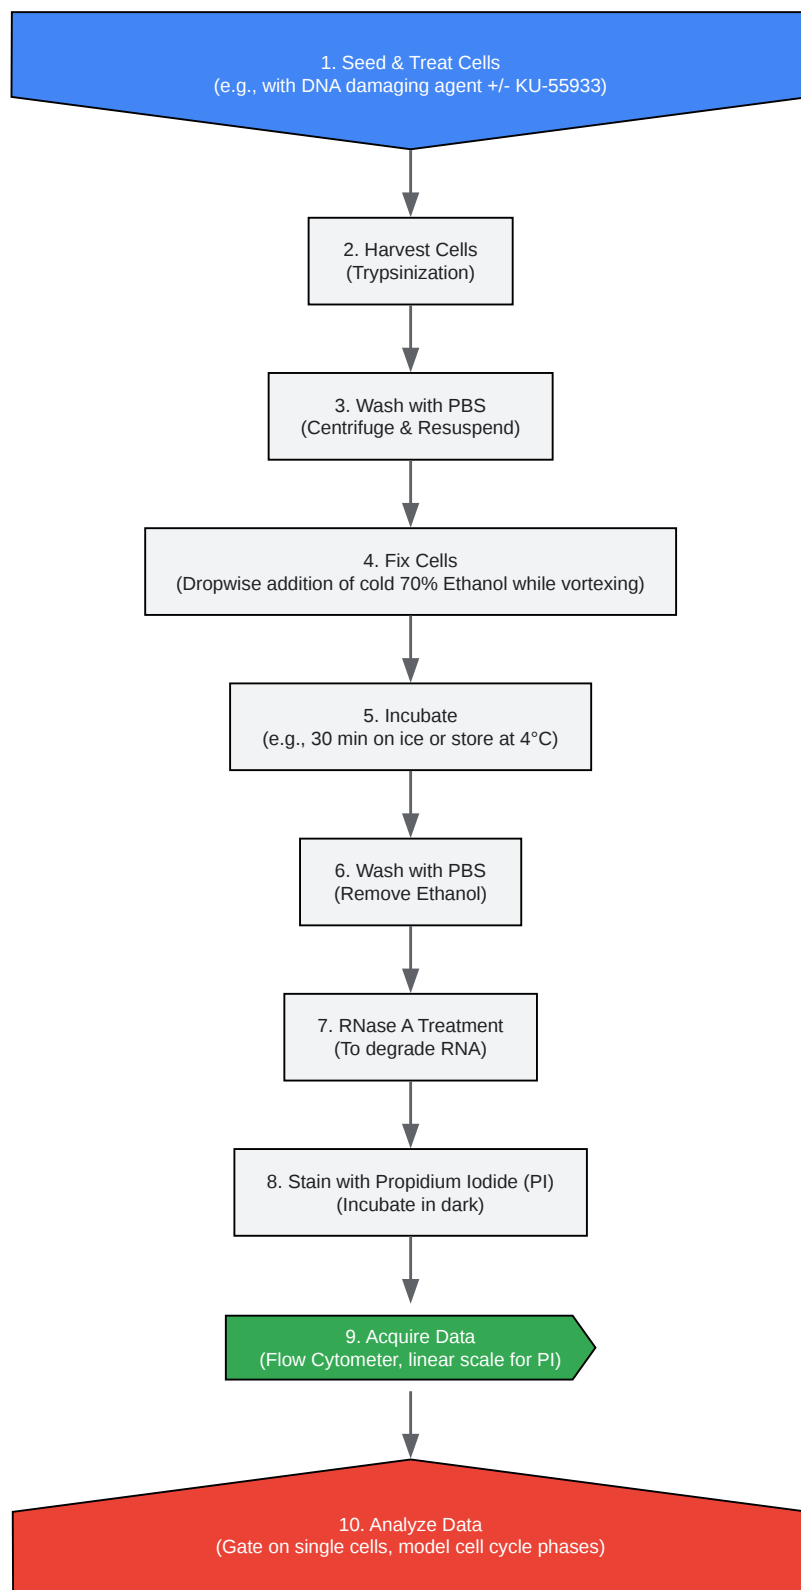 1. Seed & Treat Cells
(e.g., with DNA damaging agent +/- KU-55933)
2. Harvest Cells
(Trypsinization)
3. Wash with PBS
(Centrifuge & Resuspend)
4. Fix Cells
(Dropwise addition of cold 70% Ethanol while vortexing)
5. Incubate
(e.g., 30 min on ice or store at 4°C)
6. Wash with PBS
(Remove Ethanol)
7. RNase A Treatment
(To degrade RNA)
8. Stain with Propidium Iodide (PI)
(Incubate in dark)
9. Acquire Data
(Flow Cytometer, linear scale for PI)
10. Analyze Data
(Gate on single cells, model cell cycle phases)